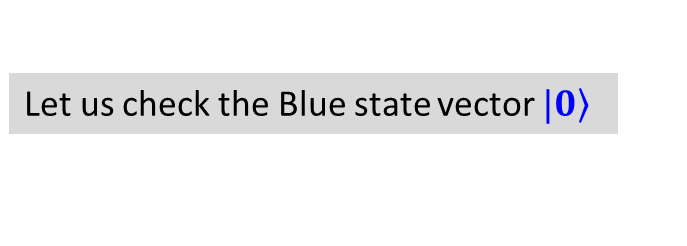 Let us check the Blue state vector |0⟩